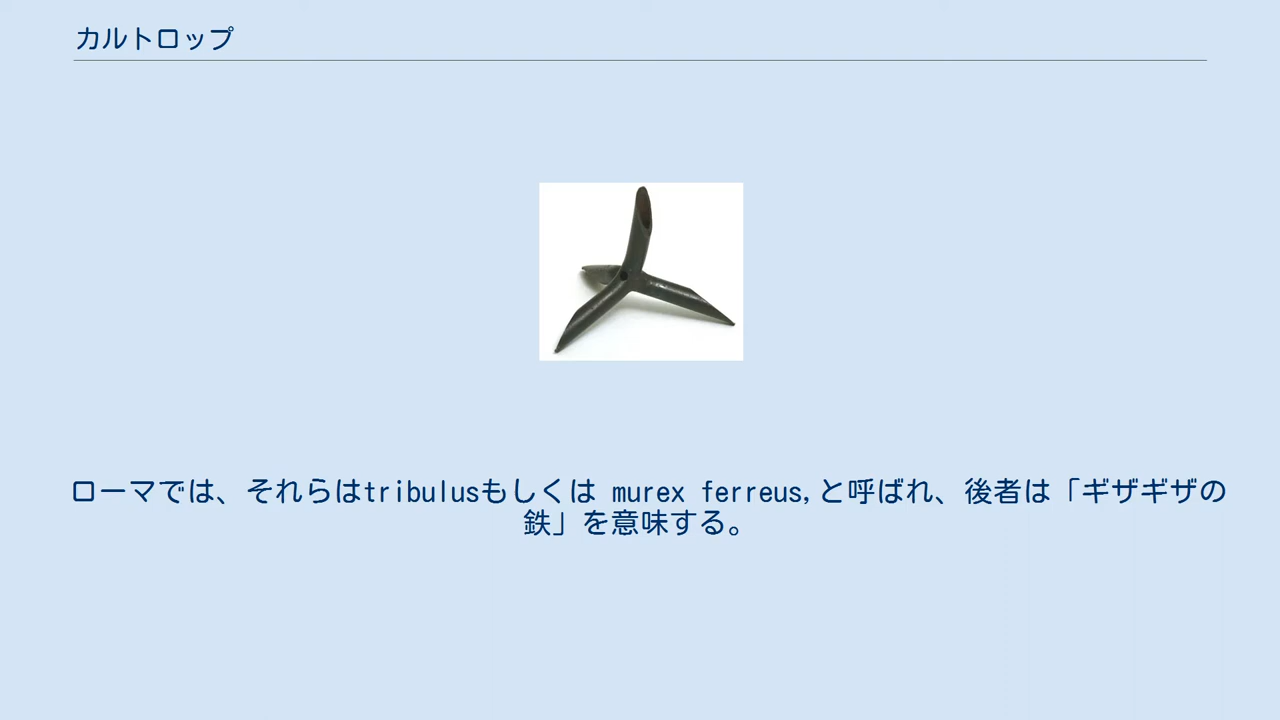 カルトロップ
ローマでは、それらはtribulusもしくは murex ferreus,と呼ばれ、後者は「ギザギザの
鉄」を意味する。